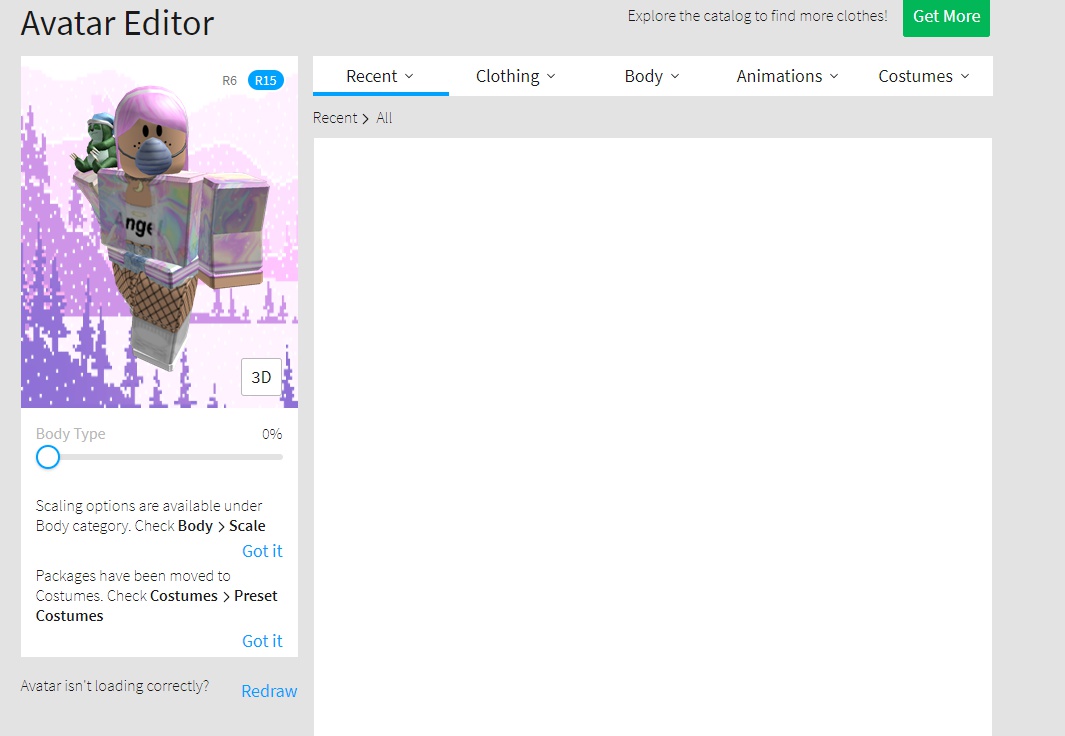 Avatar Editor
Explore the catalog to find more clothes!
Get More
R6
R15
Recent
Clothing
Body
Animations
Costumes
Recent > All
Ange
3D
Body Type
0%
Scaling options are available under
Body category. Check Body > Scale
Got it
Packages have been moved to
Costumes. Check Costumes > Preset
Costumes
Got it
Avatar isn't loading correctly?
Redraw